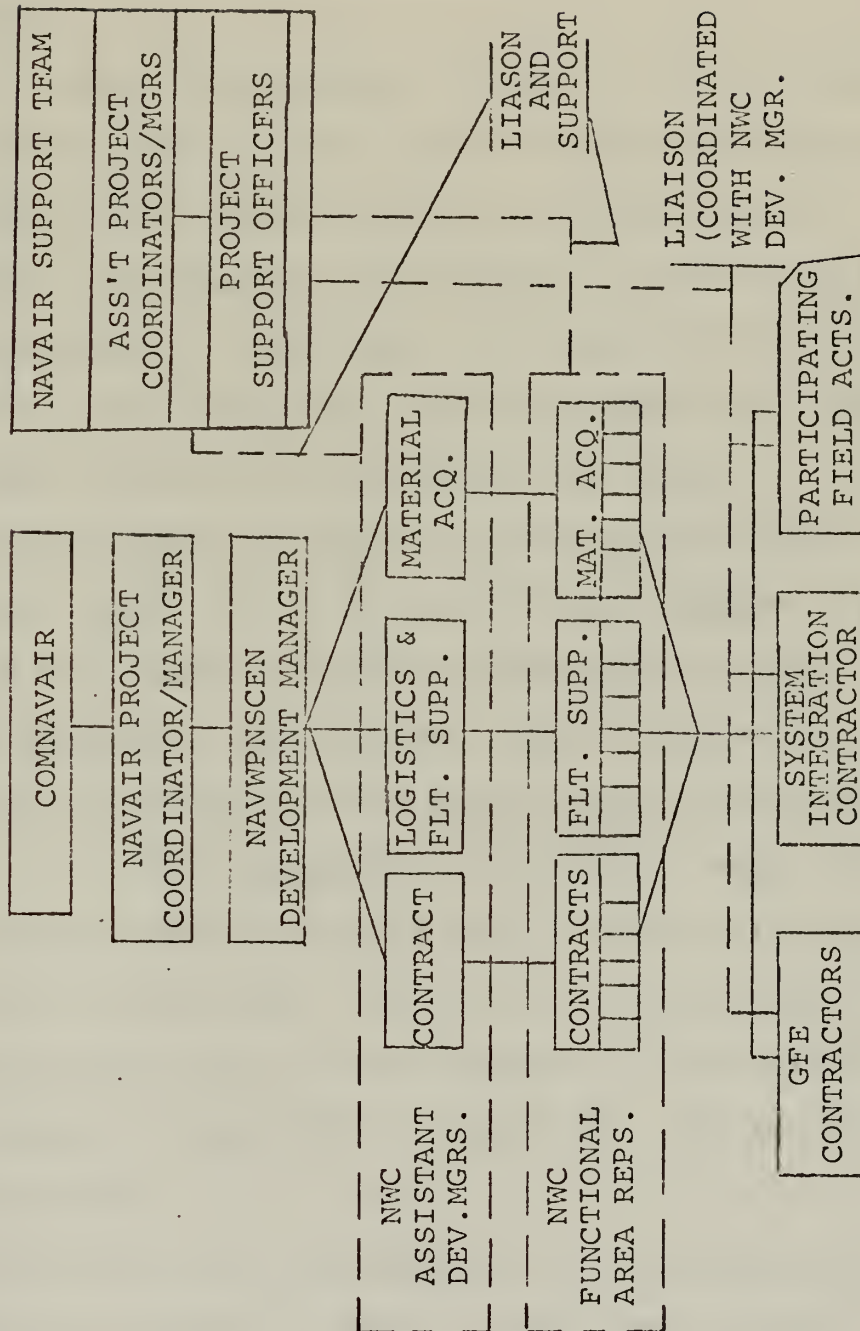 COMNAVAIR
NAVAIR PROJECT
COORDINATOR/MANAGER
NAVWPNSCEN
DEVELOPMENT MANAGER
NAVAIR SUPPORT TEAM
ASS'T PROJECT
COORDINATORS/MGRS
PROJECT
SUPPORT OFFICERS
NWC
ASSISTANT
DEV.MGRS.
CONTRACT
LOGISTICS &
FLT. SUPP.
MATERIAL
ACQ.
LIASON
AND
SUPPORT
NWC
FUNCTIONAL
AREA REPS.
CONTRACTS
FLT. SUPP.
MAT. ACQ.
LIAISON
(COORDINATED
WITH NWC
DEV. MGR.
GFE
CONTRACTORS
SYSTEM
INTEGRATION
CONTRACTOR
PARTICIPATING
FIELD ACTS.